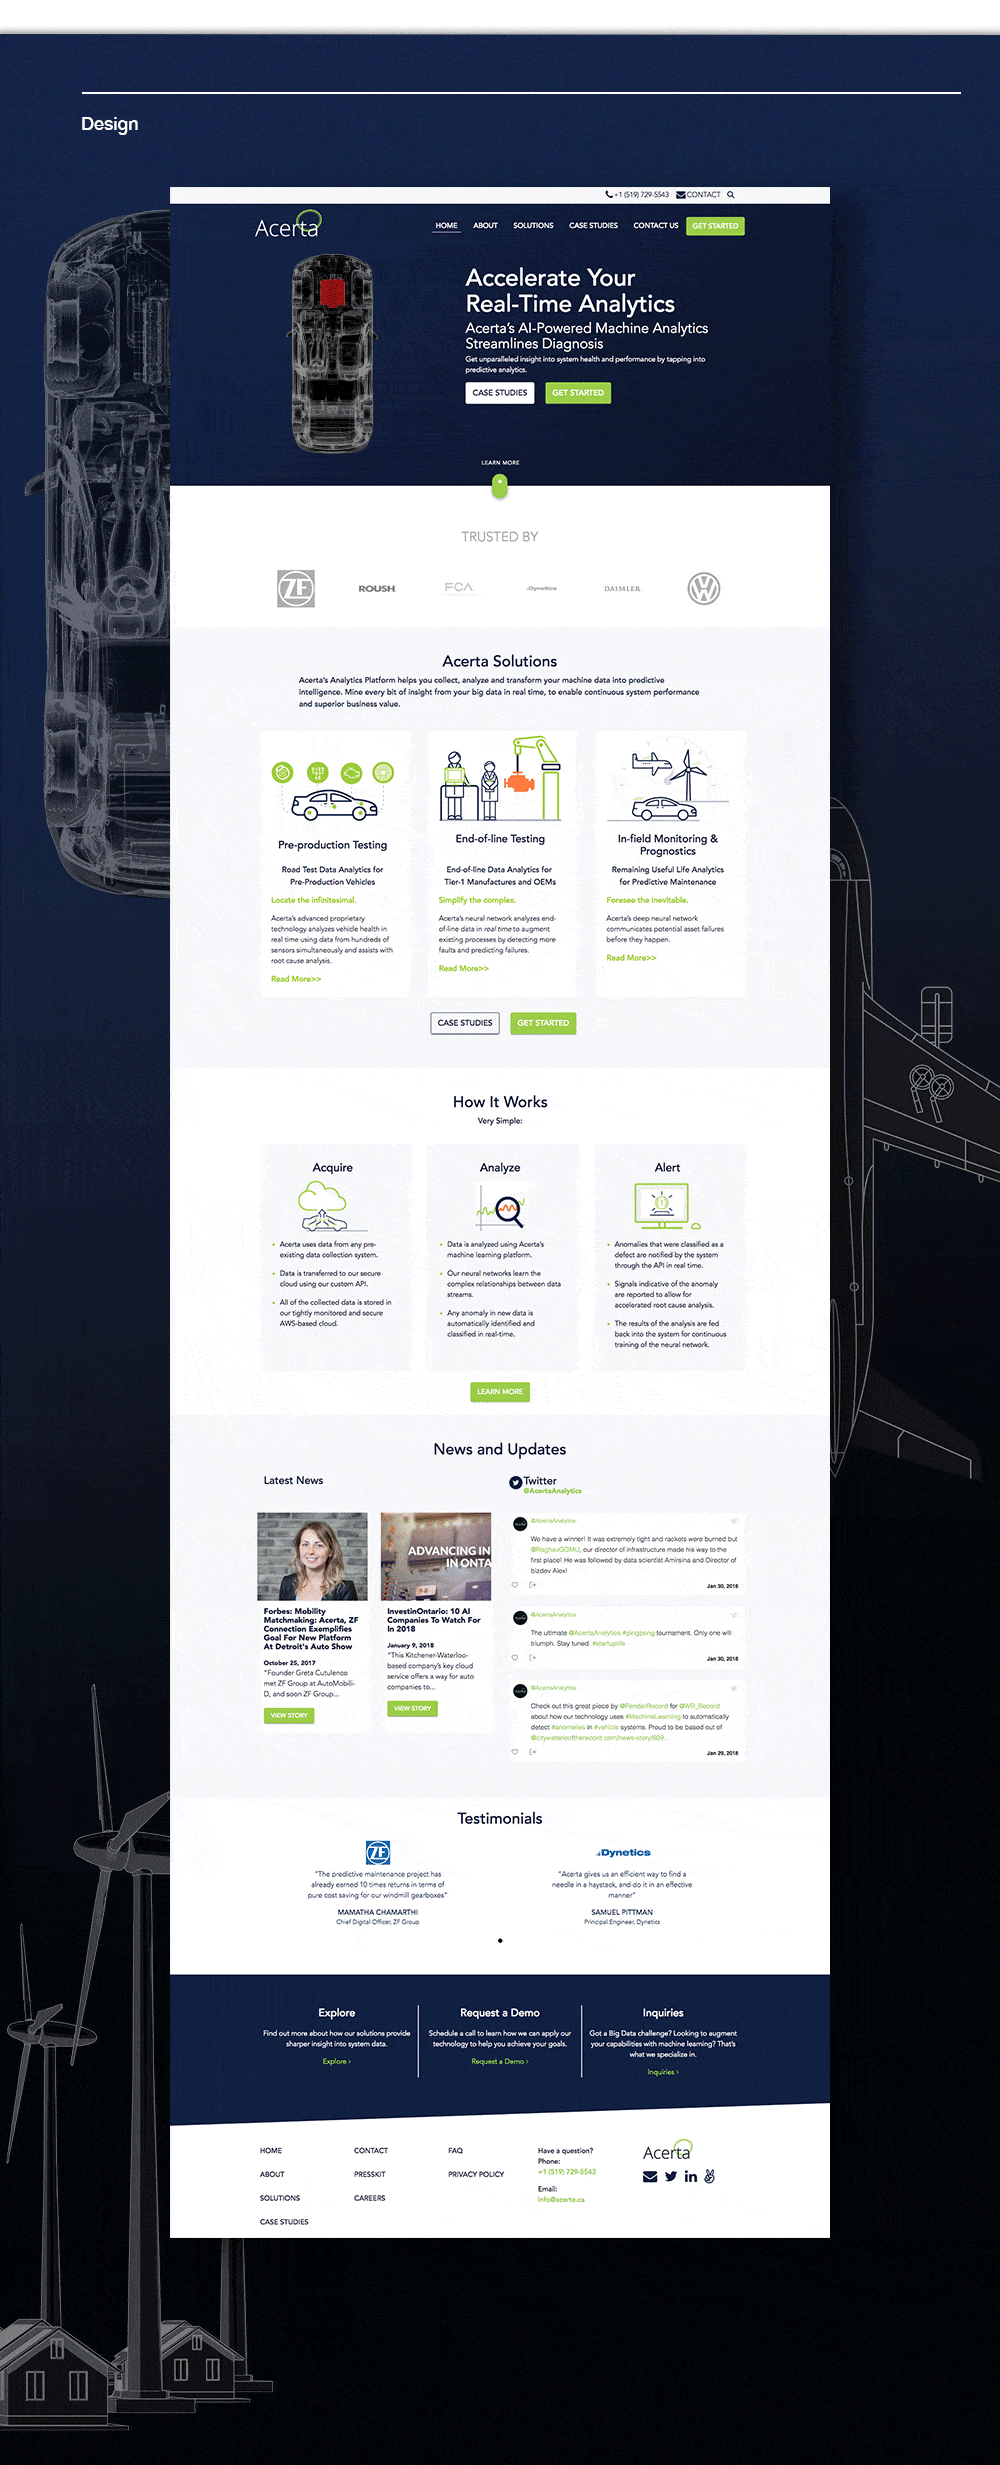 Design
+1 (519) 729-5543 CONTACT
Acerta
HOME ABOUT SOLUTIONS CASE STUDIES CONTACT US GET STARTED
Accelerate Your
Real-Time Analytics
Acerta's AI-Powered Machine Analytics
Streamlines Diagnosis
Get unparalleled insight into system health and performance by tapping into
predictive analytics.
CASE STUDIES GET STARTED
LEARN MORE
TRUSTED BY
ZF ROUSH FCA Dynetics DAIMLER VW
Acerta Solutions
Acerta's Analytics Platform helps you collect, analyze and transform your machine data into predictive
intelligence. Mine every bit of insight from your big data in real time, to enable continuous system performance
and superior business value.
Pre-production Testing
Road Test Data Analytics for
Pre-Production Vehicles
Locate the infinitesimal.
Acerta's advanced proprietary
technology analyzes vehicle health in
real time using data from hundreds of
sensors simultaneously and assists with
root cause analysis.
Read More>>
End-of-line Testing
End-of-line Data Analytics for
Tier-1 Manufactures and OEMs
Simplify the complex.
Acerta's neural network analyzes end-
of-line data in real time to augment
existing processes by detecting more
faults and predicting failures.
Read More>>
In-field Monitoring &
Prognostics
Remaining Useful Life Analytics
for Predictive Maintenance
Foresee the inevitable.
Acerta's deep neural network
communicates potential asset failures
before they happen.
Read More>>
CASE STUDIES GET STARTED
How It Works
Very Simple:
Acquire
• Acerta uses data from any pre-
existing data collection system.
• Data is transferred to our secure
cloud using our custom API.
• All of the collected data is stored in
our tightly monitored and secure
AWS-based cloud.
Analyze
• Data is analyzed using Acerta's
machine learning platform.
• Our neural networks learn the
complex relationships between data
streams.
• Any anomaly in new data is
automatically identified and
classified in real-time.
Alert
• Anomalies that were classified as a
defect are notified by the system
through the API in real time.
• Signals indicative of the anomaly
are reported to allow for
accelerated root cause analysis.
• The results of the analysis are fed
back into the system for continuous
training of the neural network.
LEARN MORE
News and Updates
Latest News
Forbes: Mobility
Matchmaking: Acerta, ZF
Connection Exemplifies
Goal For New Platform
At Detroit's Auto Show
October 25, 2017
"Founder Greta Cutulenco
met ZF Group at AutoMobili-
D, and soon ZF Group...
VIEW STORY
ADVANCING IN
IN ONTA
InvestinOntario: 10 AI
Companies To Watch For
In 2018
January 9, 2018
"This Kitchener-Waterloo-
based company's key cloud
service offers a way for auto
companies to...
VIEW STORY
Twitter
@AcertaAnalytics
@AcertaAnalytics
We have a winner! It was extremely tight and rackets were burned but
@RaghavGGMU, our director of infrastructure made his way to the
first place! He was followed by data scientist Amirsina and Director of
bizdev Alex!
Jan 30, 2018
@AcertaAnalytics
The ultimate @AcertaAnalytics #pingpong tournament. Only one will
triumph. Stay tuned. #startuplife
Jan 30, 2018
@AcertaAnalytics
Check out this great piece by @PenderRecord for @WR_Record
about how our technology uses #MachineLearning to automatically
detect #anomalies in #vehicle systems. Proud to be based out of
Jan 29, 2018
Testimonials
ZF
"The predictive maintenance project has
already earned 10 times returns in terms of
pure cost saving for our windmill gearboxes"
MAMATHA CHAMARTHI
Chief Digital Officer, ZF Group
Dynetics
"Acerta gives us an efficient way to find a
needle in a haystack, and do it in an effective
manner"
SAMUEL PITTMAN
Principal Engineer, Dynetics
Explore
Find out more about how our solutions provide
sharper insight into system data.
Explore >
Request a Demo
Schedule a call to learn how we can apply our
technology to help you achieve your goals.
Request a Demo >
Inquiries
Got a Big Data challenge? Looking to augment
your capabilities with machine learning? That's
what we specialize in.
Inquiries >
HOME
ABOUT
SOLUTIONS
CASE STUDIES
CONTACT
PRESSKIT
CAREERS
FAQ
PRIVACY POLICY
Have a question?
Phone:
+1 (519) 729-5543
Email:
info@acerta.ca
Acerta